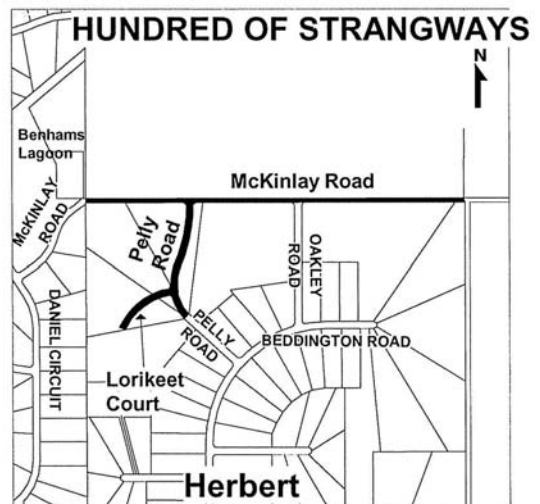 HUNDRED OF STRANGWAYS
N
Benhams
Lagoon
McKinlay Road
McKINLAY
ROAD
Pelly
Road
OAKLEY
ROAD
DANIEL CIRCUIT
PELLY
ROAD
BEDDINGTON ROAD
Lorikeet
Court
Herbert